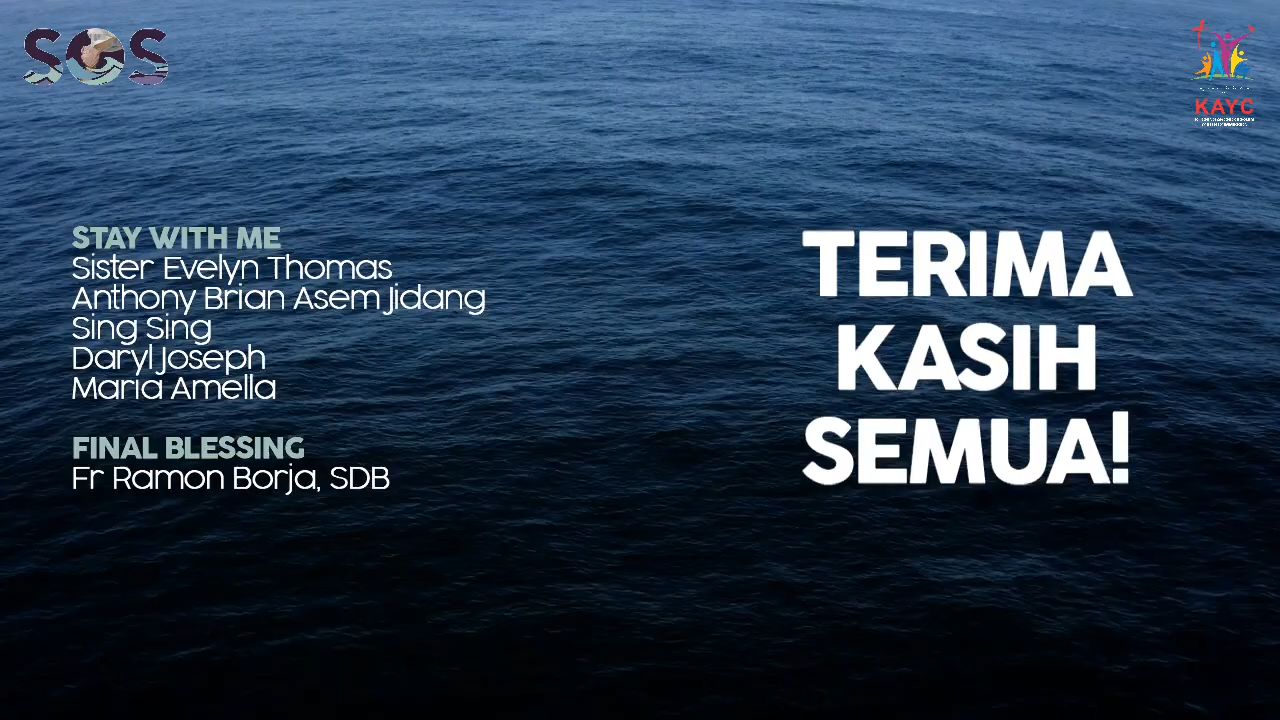 SOS
KAYC
STAY WITH ME
Sister Evelyn Thomas
Anthony Brian Asem Jidang
Sing Sing
Daryl Joseph
Maria Amella
FINAL BLESSING
Fr Ramon Borja, SDB
TERIMA
KASIH
SEMUA!